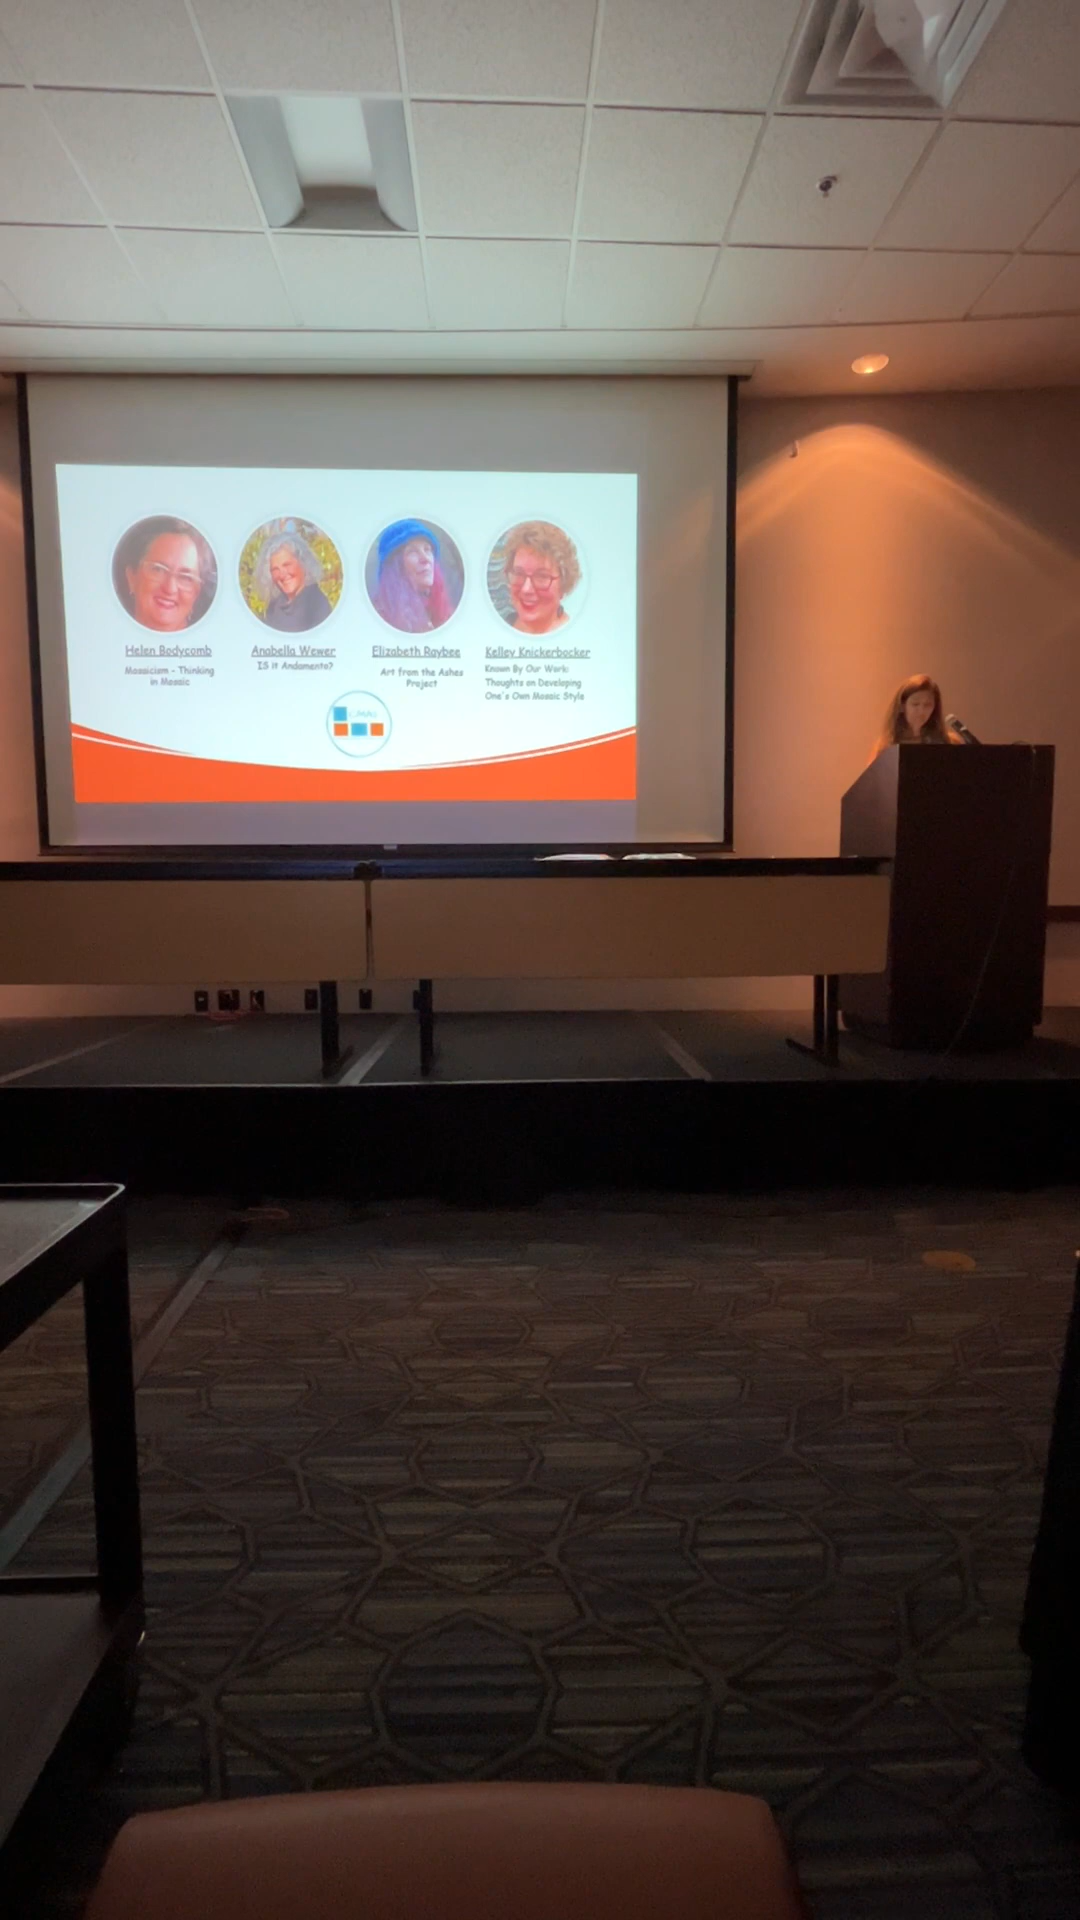 Helen Bodycomb
Mosaicism - Thinking
in Mosaic
Anabella Wewer
IS it Andamento?
Elizabeth Raybee
Art from the Ashes
Project
Kelley Knickerbocker
Known By Our Work:
Thoughts on Developing
One's Own Mosaic Style